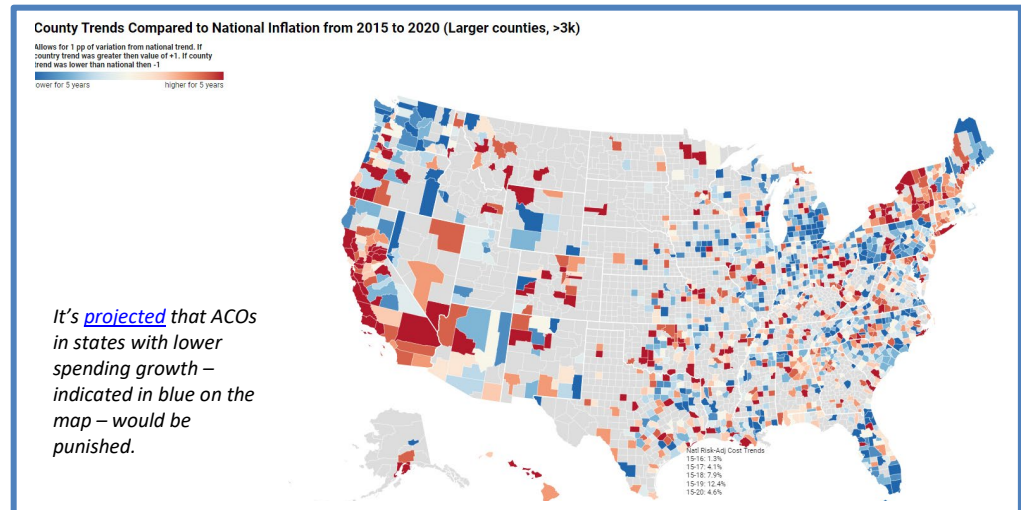 County Trends Compared to National Inflation from 2015 to 2020 (Larger counties, >3k)
Allows for 1 pp of variation from national trend. If
country trend was greater then value of +1. If county
trend was lower than national then -1
ower for 5 years higher for 5 years
It's projected that ACOs
in states with lower
spending growth –
indicated in blue on the
map – would be
punished.
Natl Risk-Adj Cost Trends
15-16: 1.3%
15-17: 4.1%
15-18: 7.9%
15-19: 12.4%
15-20: 4.6%